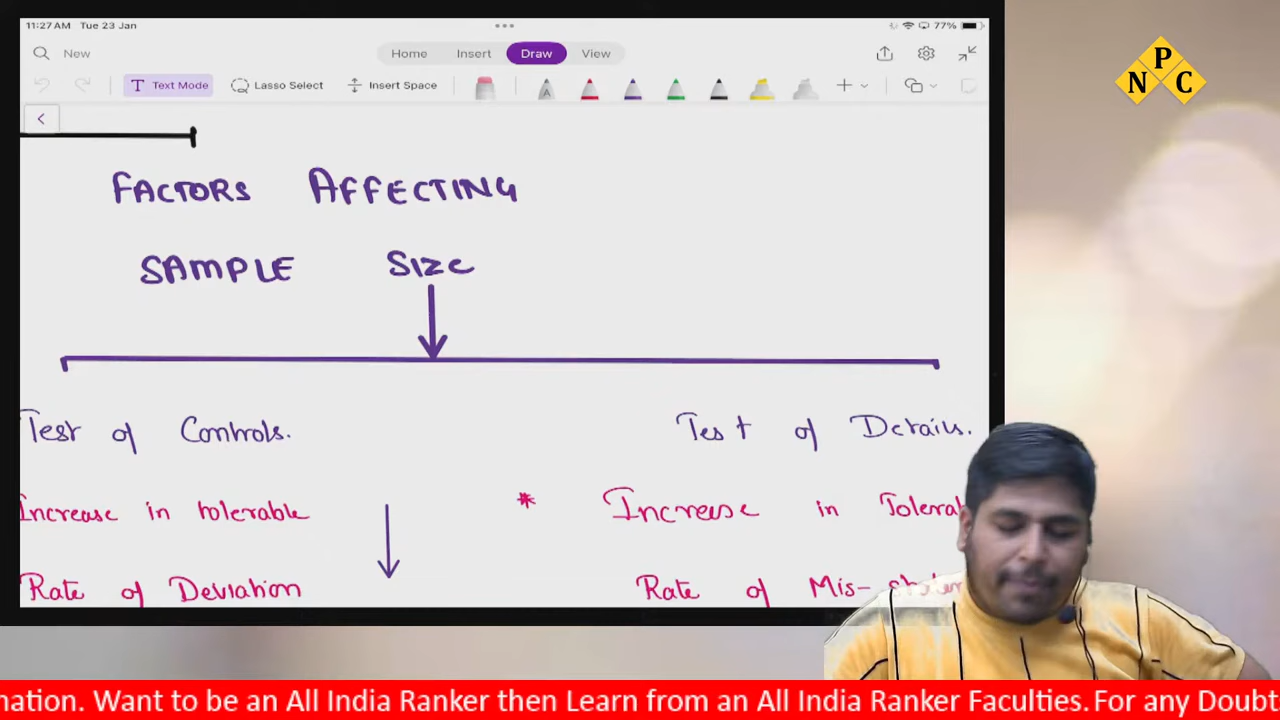 11:27 AM Tue 23 Jan
77%
New
Home Insert Draw View
Text Mode Lasso Select Insert Space
N P C
FACTORS AFFECTING
SAMPLE SIZE
Test of Controls.
Test of Details.
Increase in tolerable
* Increase in Tolerab
Rate of Deviation
Rate of Mis-
nation. Want to be an All India Ranker then Learn from an All India Ranker Faculties. For any Doubt